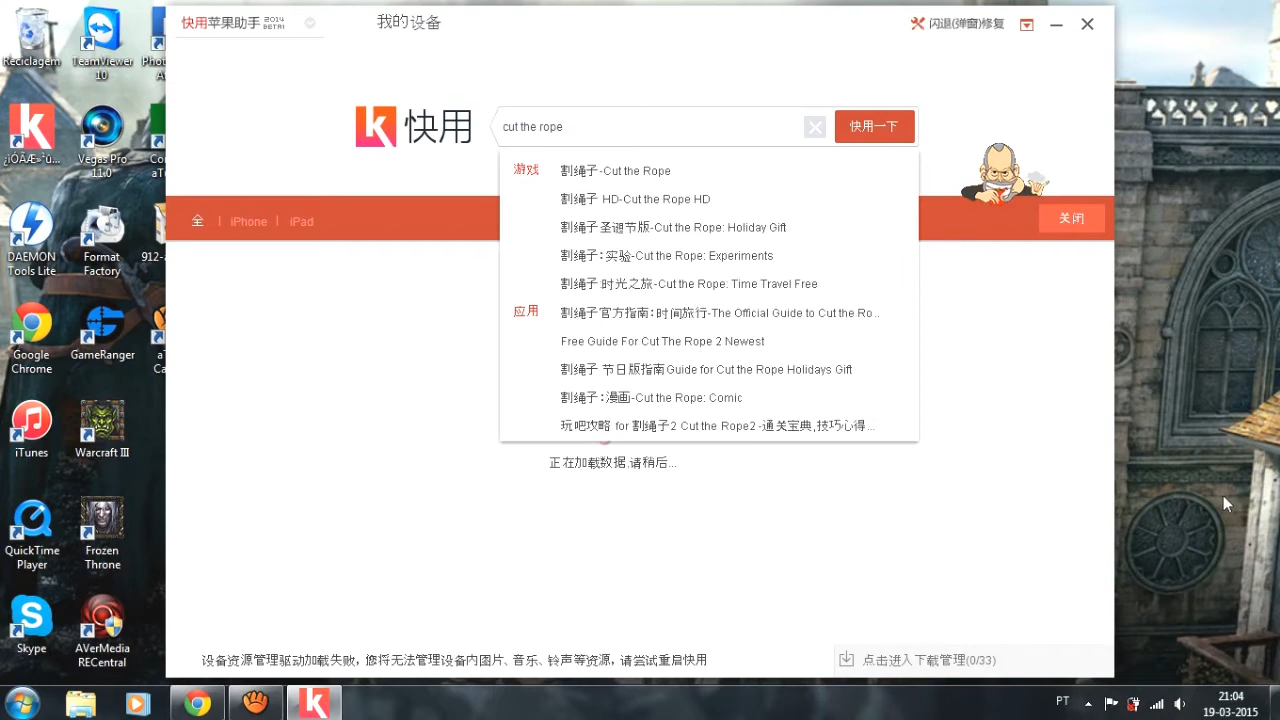 快用苹果助手 2014 BETA
我的设备
闪退(弹窗)修复
快用
cut the rope
快用一下
游戏
割绳子-Cut the Rope
割绳子 HD-Cut the Rope HD
割绳子圣诞节版-Cut the Rope: Holiday Gift
割绳子：实验-Cut the Rope: Experiments
割绳子:时光之旅-Cut the Rope: Time Travel Free
应用
割绳子官方指南：时间旅行-The Official Guide to Cut the Ro...
Free Guide For Cut The Rope 2 Newest
割绳子 节日版指南Guide for Cut the Rope Holidays Gift
割绳子：漫画-Cut the Rope: Comic
玩吧攻略 for 割绳子2 Cut the Rope2 -通关宝典,技巧心得...
全 | iPhone | iPad
关闭
正在加载数据,请稍后...
设备资源管理驱动加载失败，您将无法管理设备内图片、音乐、铃声等资源，请尝试重启快用
点击进入下载管理(0/33)
Reciclagem
TeamViewer 10
Vegas Pro 11.0
DAEMON Tools Lite
Format Factory
912-
Google Chrome
GameRanger
iTunes
Warcraft III
QuickTime Player
Frozen Throne
Skype
AVerMedia RECentral
PT
21:04
19-03-2015